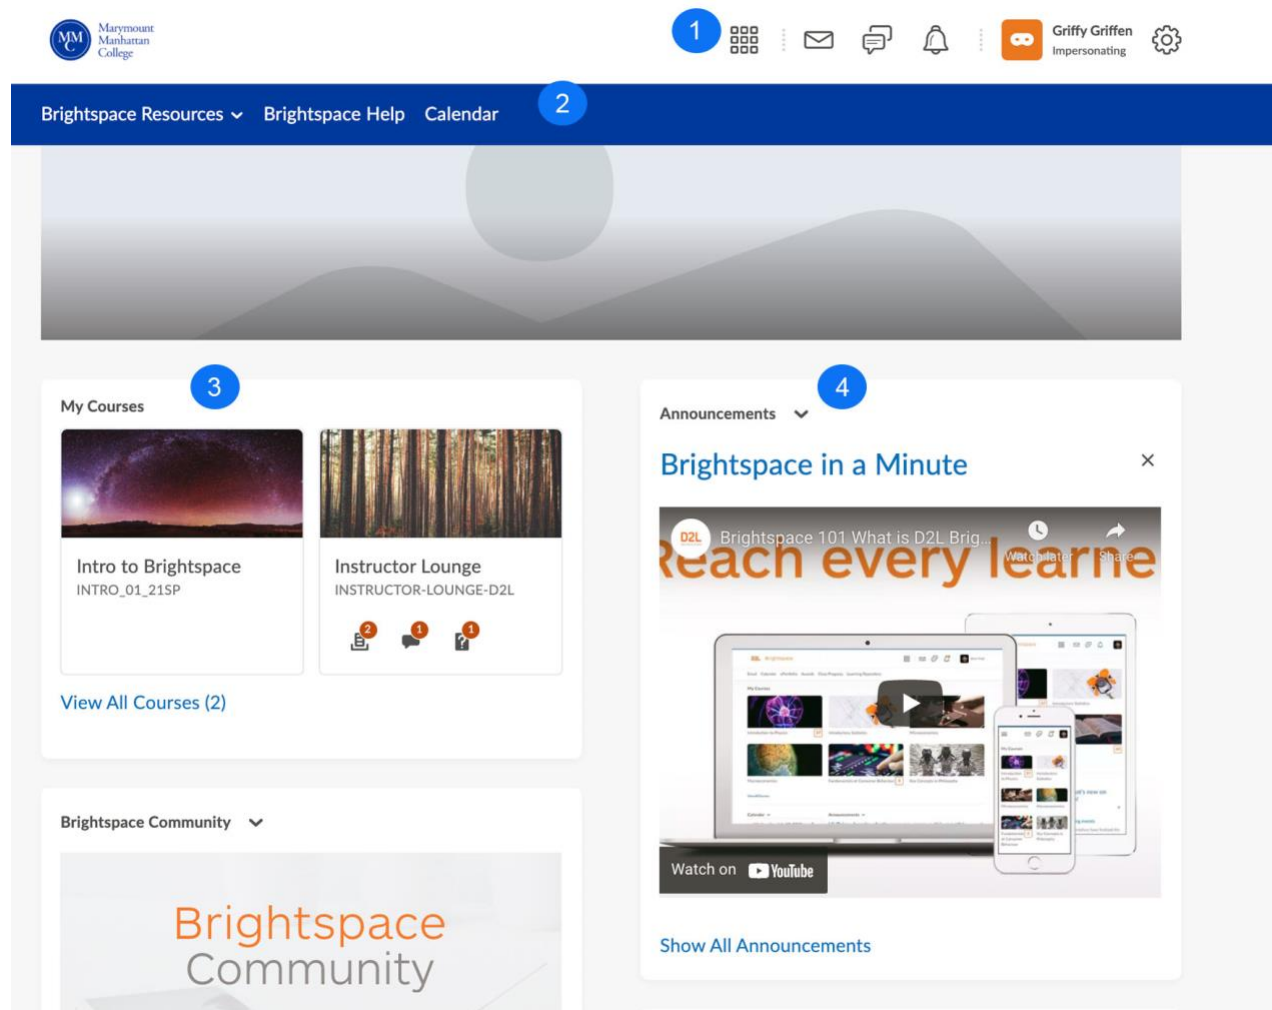 Marymount
Manhattan
College
MMC
1
Griffy Griffen
Impersonating
Brightspace Resources
Brightspace Help
Calendar
2
3
My Courses
Intro to Brightspace
INTRO_01_21SP
Instructor Lounge
INSTRUCTOR-LOUNGE-D2L
2
1
1
View All Courses (2)
Brightspace Community
Brightspace
Community
4
Announcements
Brightspace in a Minute
D2L
Brightspace 101 What is D2L Brig...
Watch later
Share
Reach every learne
My Courses
Watch on YouTube
Show All Announcements